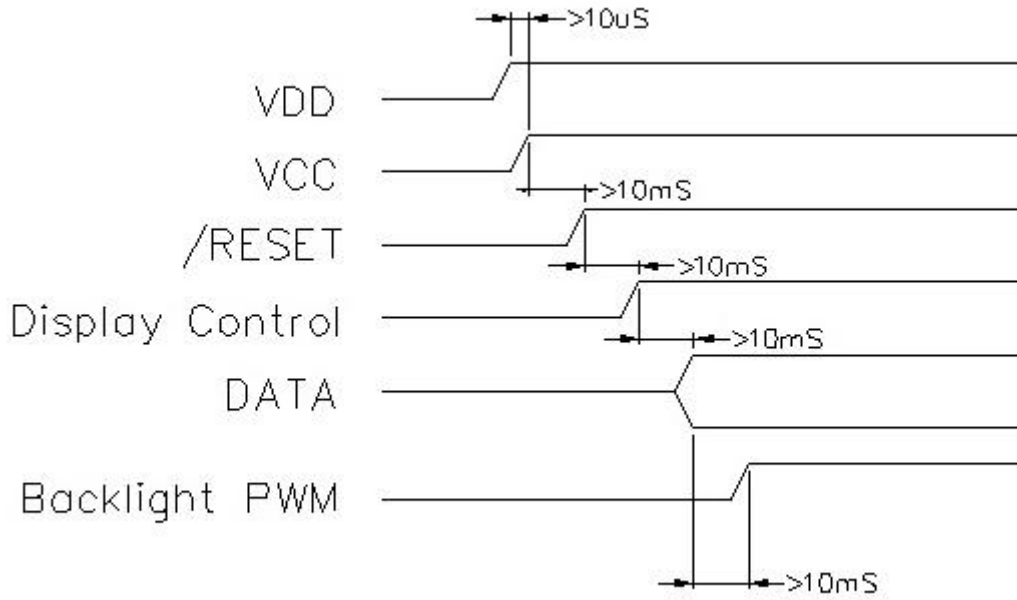 >10uS
VDD
VCC
>10mS
/RESET
>10mS
Display Control
>10mS
DATA
Backlight PWM
>10mS